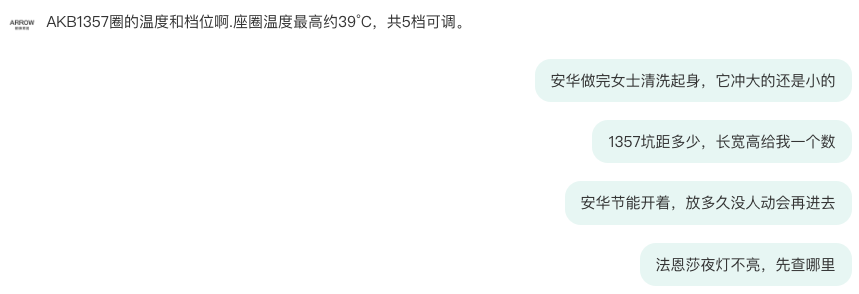 ARROW
AKB1357圈的温度和档位啊.座圈温度最高约39°C，共5档可调。
安华做完女士清洗起身，它冲大的还是小的
1357坑距多少，长宽高给我一个数
安华节能开着，放多久没人动会再进去
法恩莎夜灯不亮，先查哪里